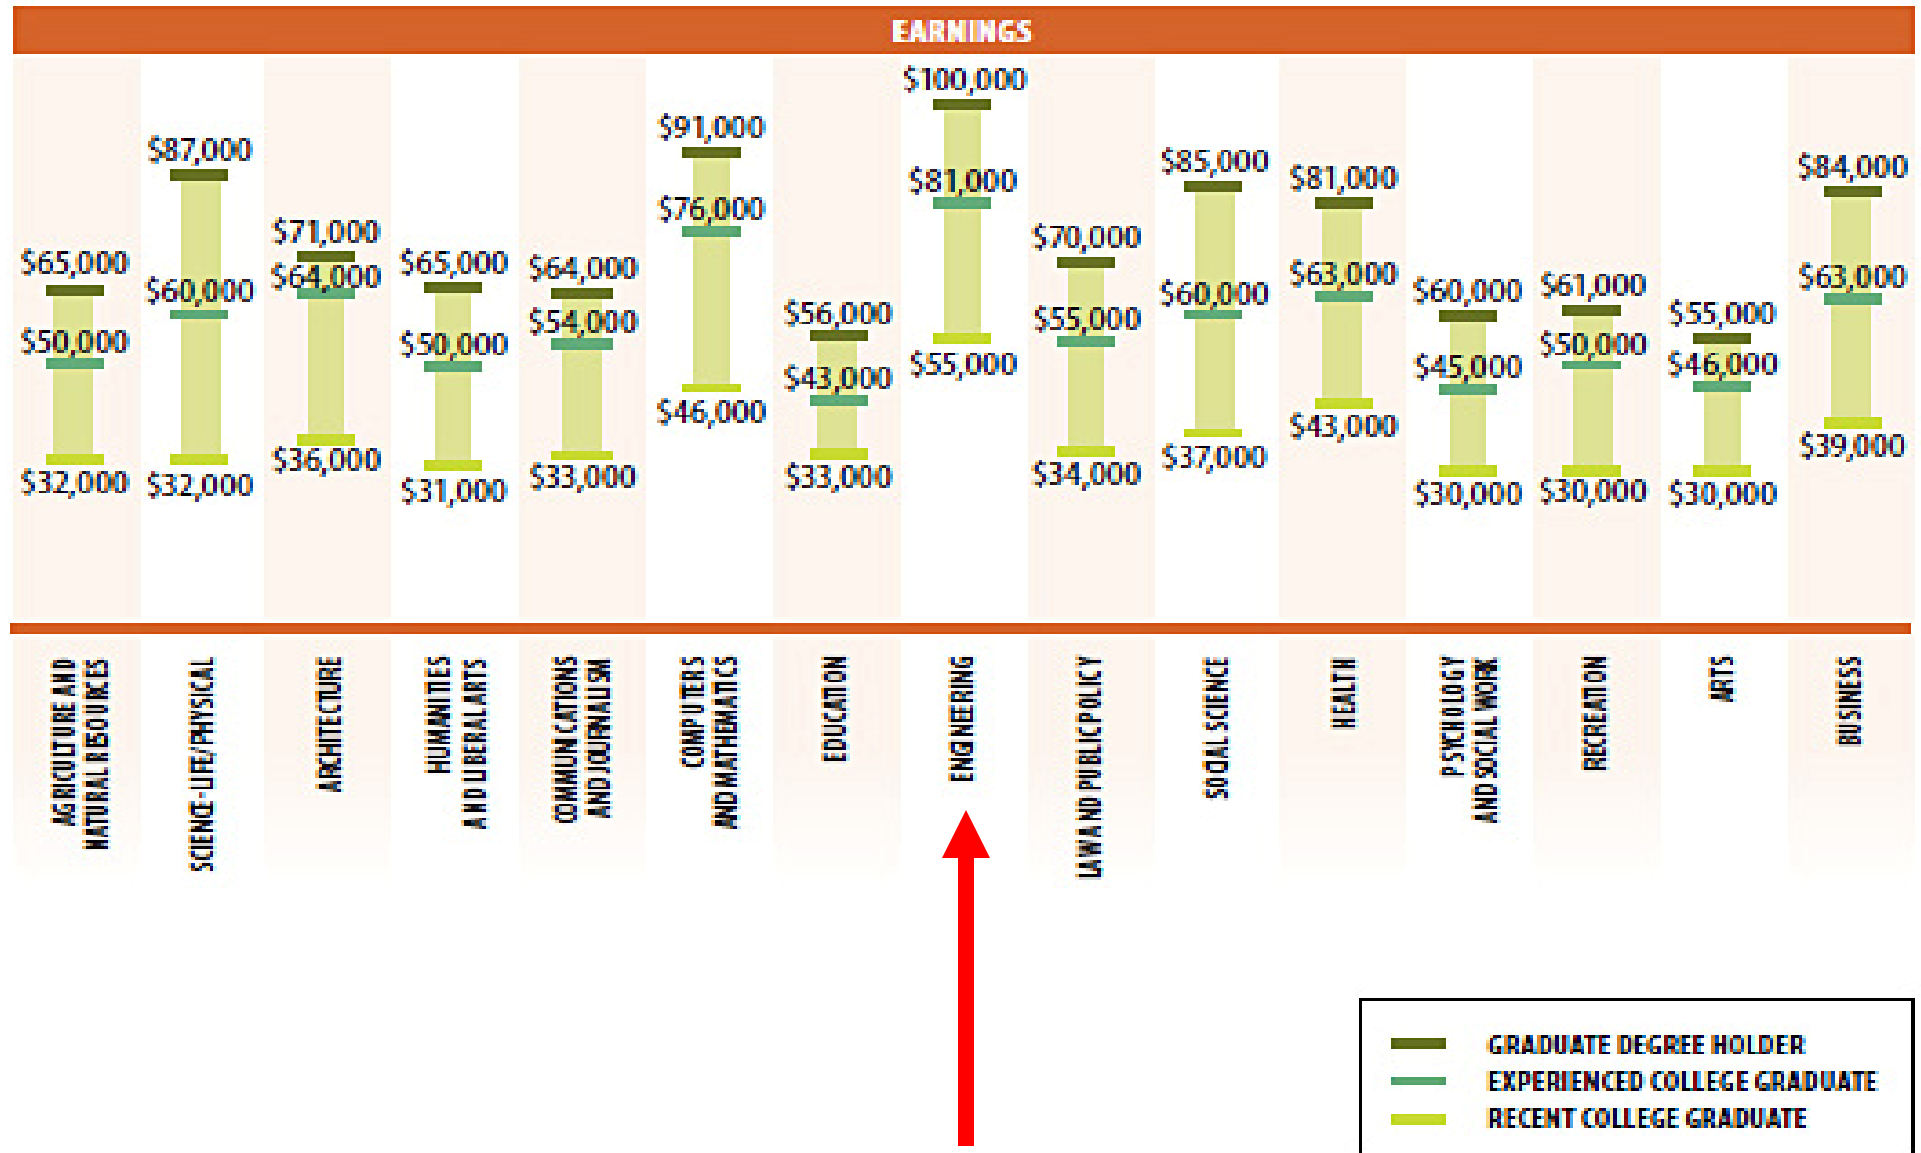 EARNINGS
$65,000
$50,000
$32,000
$87,000
$60,000
$32,000
$71,000
$64,000
$36,000
$65,000
$50,000
$31,000
$64,000
$54,000
$33,000
$91,000
$76,000
$46,000
$56,000
$43,000
$33,000
$100,000
$81,000
$55,000
$70,000
$55,000
$34,000
$85,000
$60,000
$37,000
$81,000
$63,000
$43,000
$60,000
$45,000
$30,000
$61,000
$50,000
$30,000
$55,000
$46,000
$30,000
$84,000
$63,000
$39,000
AGRICULTURE AND
NATURAL RESOURCES
SCIENCE-LIFE/PHYSICAL
ARCHITECTURE
HUMANITIES
AND LIBERAL ARTS
COMMUNICATIONS
AND JOURNALISM
COMPUTERS
AND MATHEMATICS
EDUCATION
ENGINEERING
LAW AND PUBLIC POLICY
SOCIAL SCIENCE
HEALTH
PSYCHOLOGY
AND SOCIAL WORK
RECREATION
ARTS
BUSINESS
GRADUATE DEGREE HOLDER
EXPERIENCED COLLEGE GRADUATE
RECENT COLLEGE GRADUATE